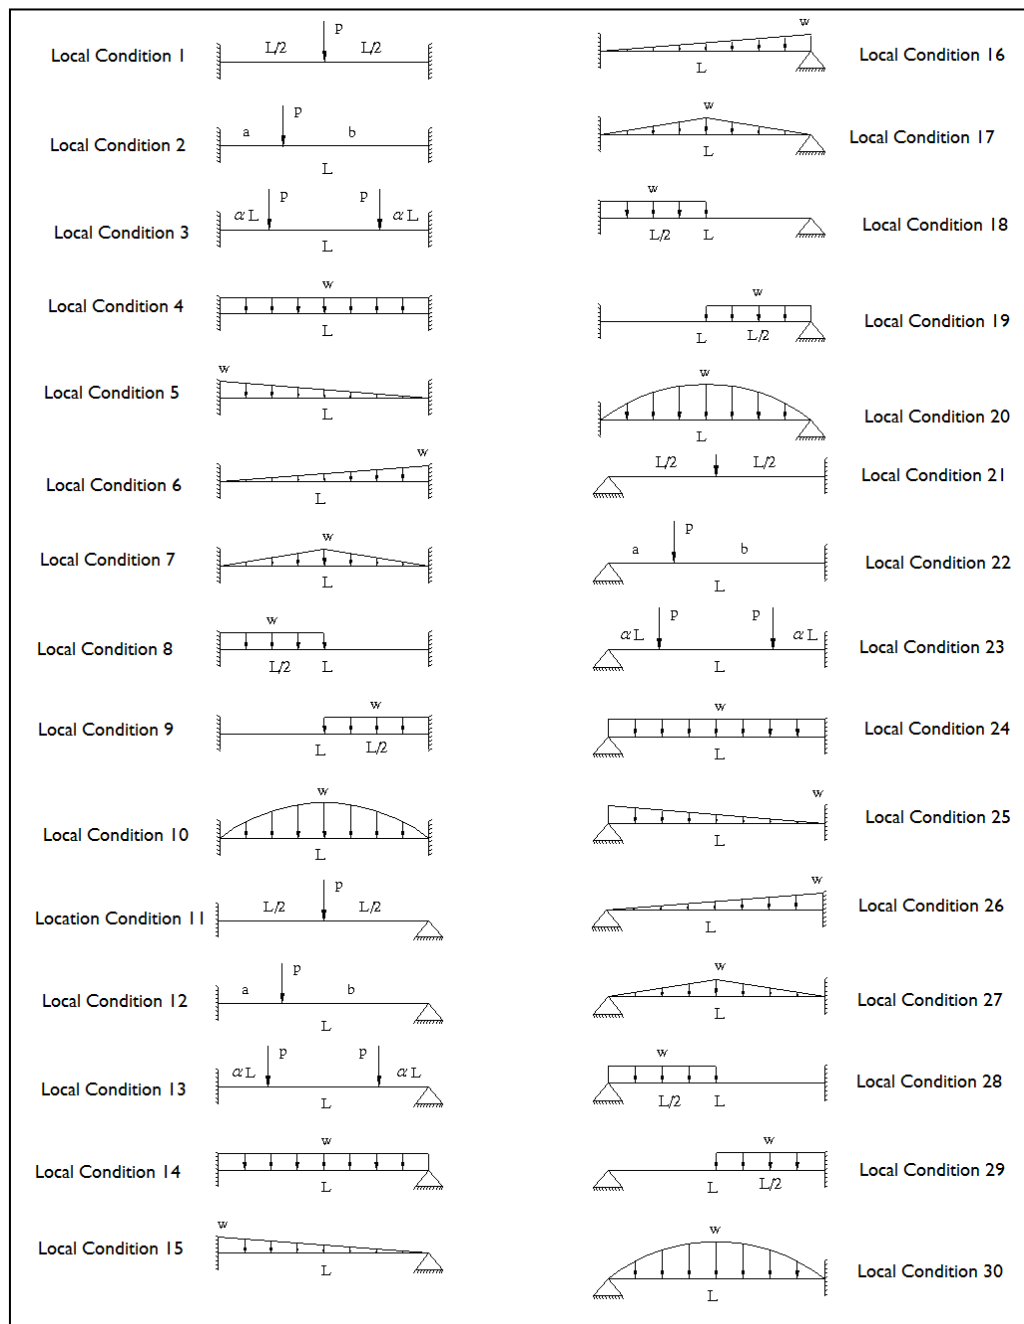 P
L/2 L/2
Local Condition 1
P
a b
Local Condition 2
L
P P
αL αL
Local Condition 3
L
w
Local Condition 4
L
w
Local Condition 5
L
w
Local Condition 6
L
w
Local Condition 7
L
w
Local Condition 8
L/2 L
w
Local Condition 9
L L/2
w
Local Condition 10
L
P
L/2 L/2
Location Condition 11
P
a b
Local Condition 12
L
P P
αL αL
Local Condition 13
L
w
Local Condition 14
L
w
Local Condition 15
L
w
Local Condition 16
L
w
Local Condition 17
L
w
Local Condition 18
L/2 L
w
Local Condition 19
L L/2
w
Local Condition 20
L
L/2 L/2
Local Condition 21
P
a b
Local Condition 22
L
P P
αL αL
Local Condition 23
L
w
Local Condition 24
L
w
Local Condition 25
L
w
Local Condition 26
L
w
Local Condition 27
L
w
Local Condition 28
L/2 L
w
Local Condition 29
L L/2
w
Local Condition 30
L